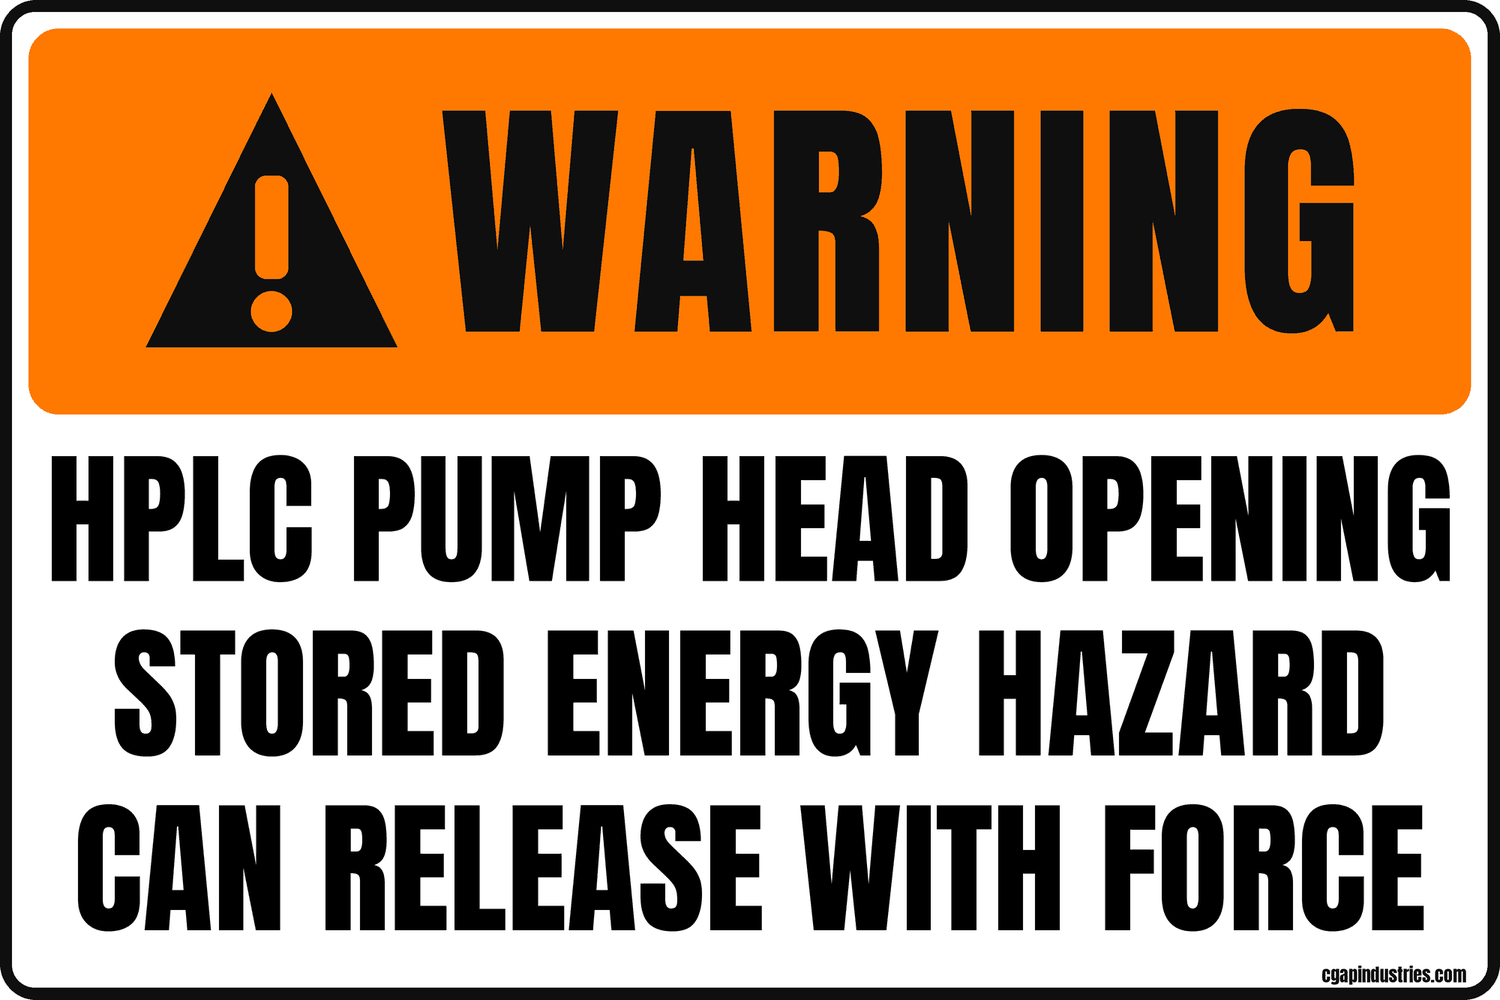 WARNING
HPLC PUMP HEAD OPENING
STORED ENERGY HAZARD
CAN RELEASE WITH FORCE
cgapindustries.com